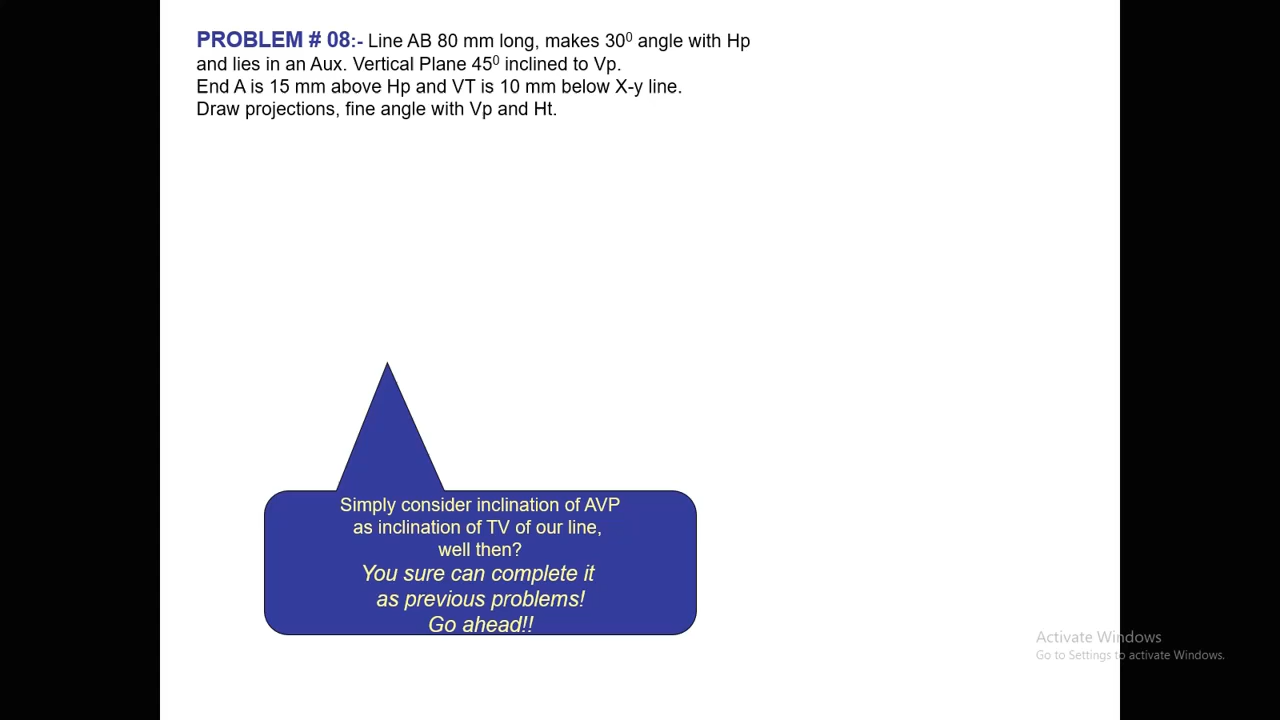 PROBLEM # 08:- Line AB 80 mm long, makes 30⁰ angle with Hp
and lies in an Aux. Vertical Plane 45⁰ inclined to Vp.
End A is 15 mm above Hp and VT is 10 mm below X-y line.
Draw projections, fine angle with Vp and Ht.
Simply consider inclination of AVP
as inclination of TV of our line,
well then?
You sure can complete it
as previous problems!
Go ahead!!
Activate Windows
Go to Settings to activate Windows.